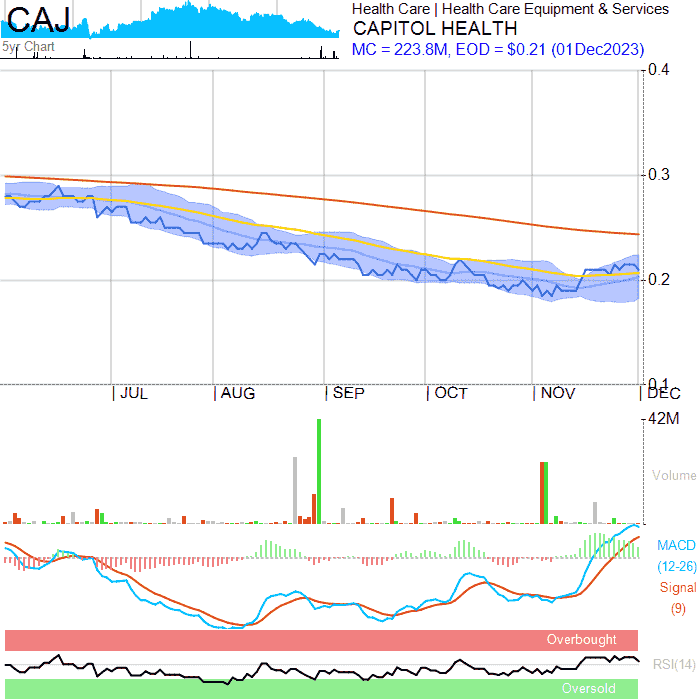 CAJ
5yr Chart
Health Care | Health Care Equipment & Services
CAPITOL HEALTH
MC = 223.8M, EOD = $0.21 (01Dec2023)
0.4
0.3
0.2
0.1
JUL AUG SEP OCT NOV DEC
42M
Volume
MACD
(12-26)
Signal
(9)
Overbought
RSI(14)
Oversold